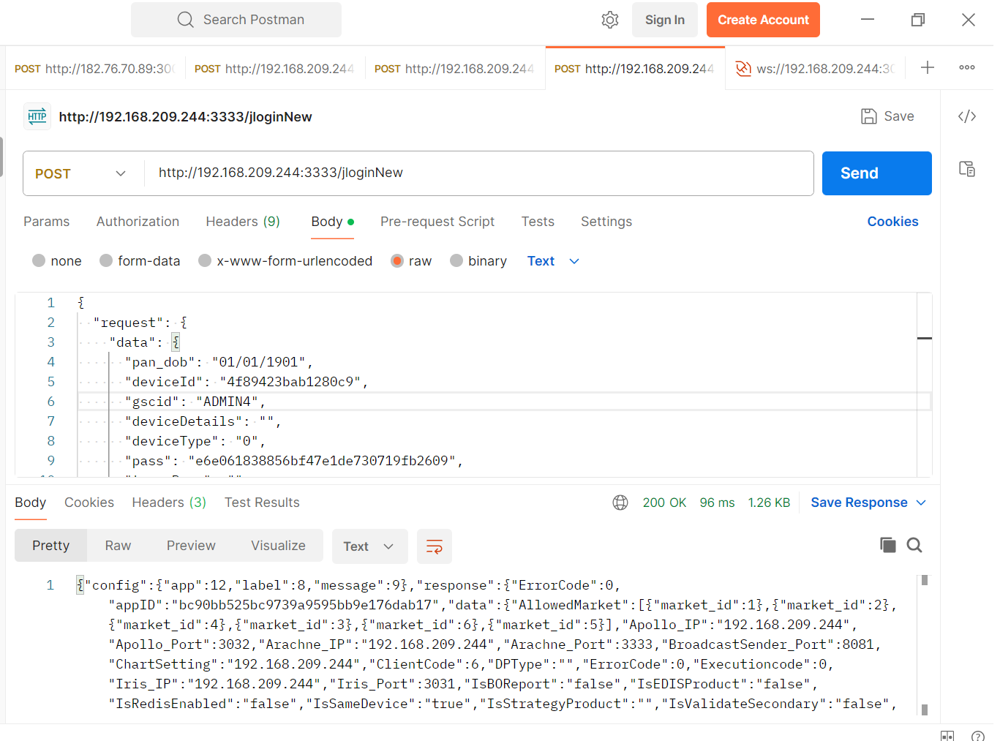 Search Postman
Sign In
Create Account
POST http://182.76.70.89:300
POST http://192.168.209.244
POST http://192.168.209.244
POST http://192.168.209.244
ws://192.168.209.244:30
HTTP
http://192.168.209.244:3333/jloginNew
Save
</>
POST
http://192.168.209.244:3333/jloginNew
Send
Params
Authorization
Headers (9)
Body
Pre-request Script
Tests
Settings
Cookies
none
form-data
x-www-form-urlencoded
raw
binary
Text
1 {
2 "request": {
3 "data": {
4 "pan_dob": "01/01/1901",
5 "deviceId": "4f89423bab1280c9",
6 "gscid": "ADMIN4",
7 "deviceDetails": "",
8 "deviceType": "0",
9 "pass": "e6e061838856bf47e1de730719fb2609",
Body
Cookies
Headers (3)
Test Results
200 OK
96 ms
1.26 KB
Save Response
Pretty
Raw
Preview
Visualize
Text
1 {"config":{"app":12,"label":8,"message":9},"response":{"ErrorCode":0,
"appID":"bc90bb525bc9739a9595bb9e176dab17","data":{"AllowedMarket":[{"market_id":1},{"market_id":2},
{"market_id":4},{"market_id":3},{"market_id":6},{"market_id":5}],"Apollo_IP":"192.168.209.244",
"Apollo_Port":3032,"Arachne_IP":"192.168.209.244","Arachne_Port":3333,"BroadcastSender_Port":8081,
"ChartSetting":"192.168.209.244","ClientCode":6,"DPType":"","ErrorCode":0,"Executioncode":0,
"Iris_IP":"192.168.209.244","Iris_Port":3031,"IsBOReport":"false","IsEDISProduct":"false",
"IsRedisEnabled":"false","IsSameDevice":"true","IsStrategyProduct":"","IsValidateSecondary":"false",